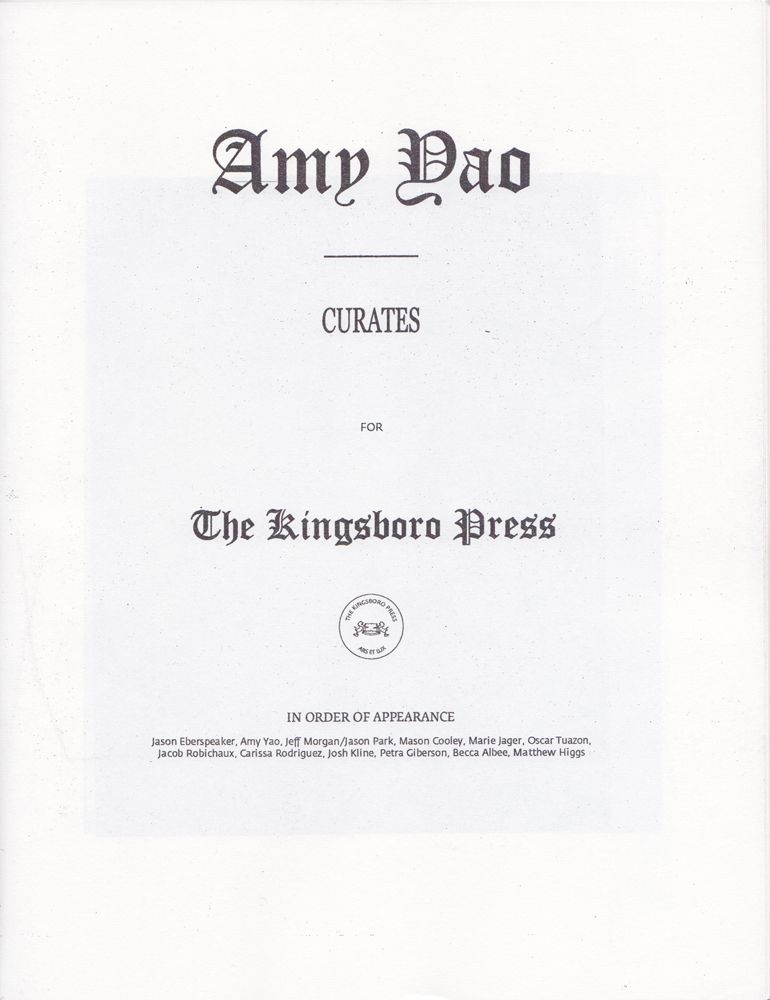 Amy Yao
CURATES
FOR
The Kingsboro Press
THE KINGSBORO PRESS
ARS ET LUX
IN ORDER OF APPEARANCE
Jason Eberspeaker, Amy Yao, Jeff Morgan/Jason Park, Mason Cooley, Marie Jager, Oscar Tuazon,
Jacob Robichaux, Carissa Rodriguez, Josh Kline, Petra Giberson, Becca Albee, Matthew Higgs